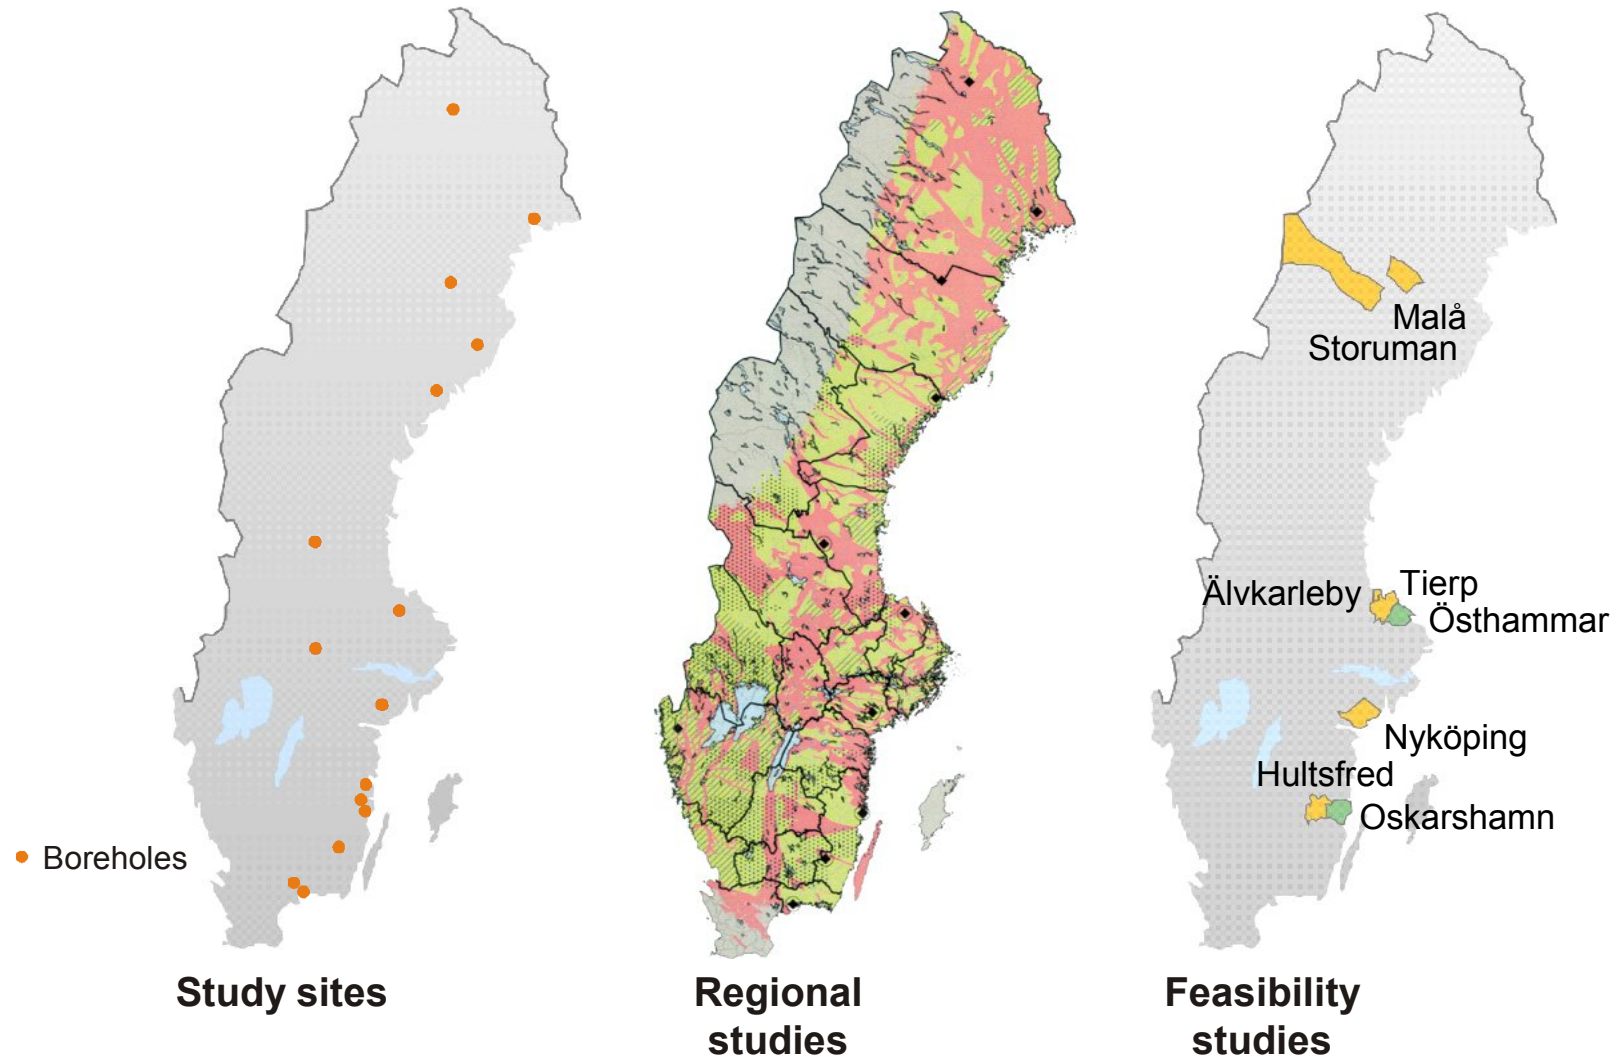 Malå
Storuman
Älvkarleby
Tierp
Östhammar
Nyköping
Hultsfred
Oskarshamn
Boreholes
Study sites
Regional
studies
Feasibility
studies